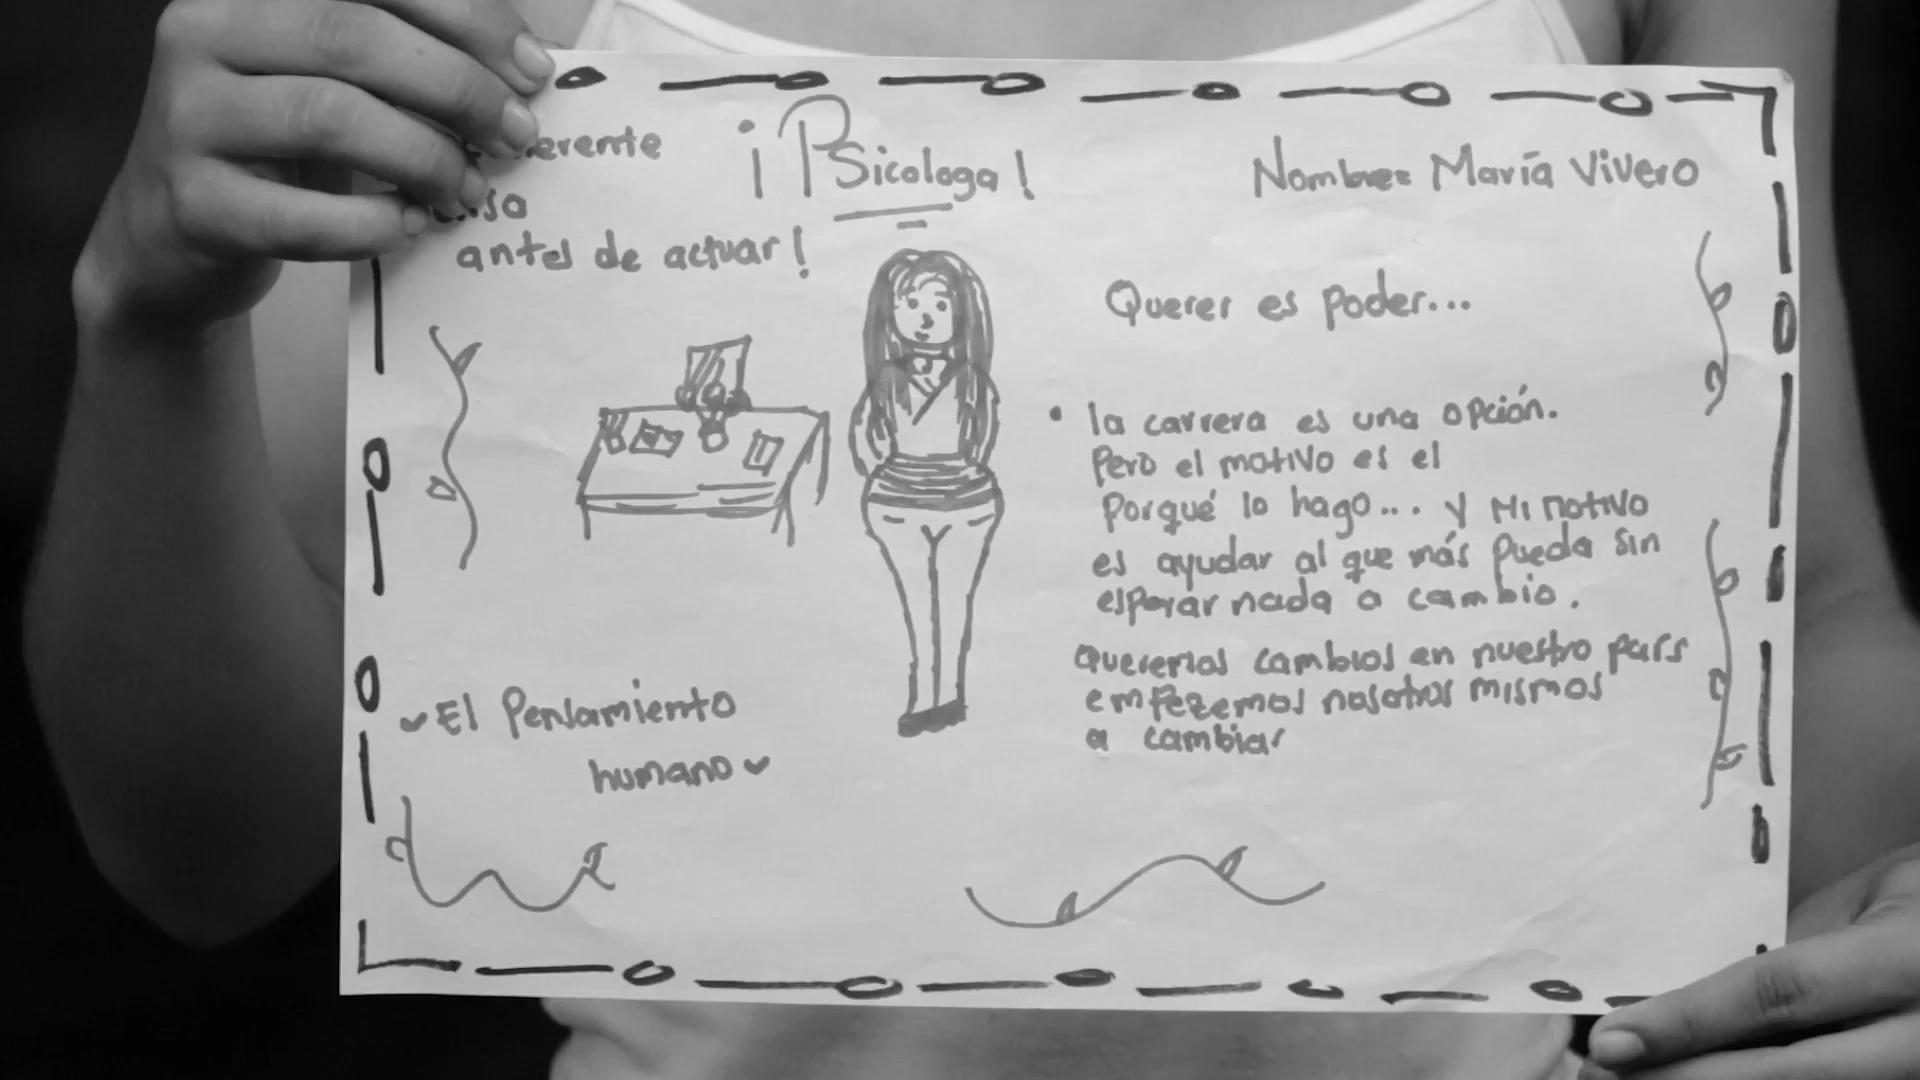 ¡Psicologa!
Nombre: María Vivero
antes de actuar!
Querer es poder...
la carrera es una opción.
Pero el motivo es el
Porqué lo hago... y Mi motivo
es ayudar al que más pueda sin
esperar nada a cambio.
queremos cambios en nuestro pais
empezemos nosotros mismos
a cambiar
El Pensamiento
humano